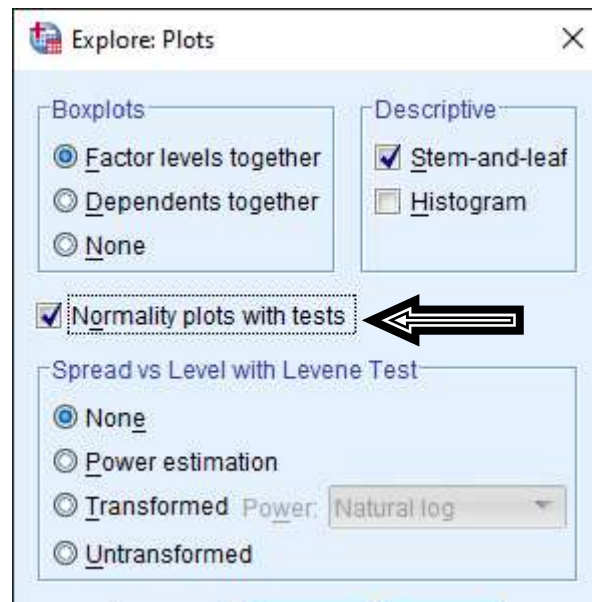 Explore: Plots
Boxplots
Factor levels together
Dependents together
None
Descriptive
Stem-and-leaf
Histogram
Normality plots with tests
Spread vs Level with Levene Test
None
Power estimation
Transformed Power: Natural log
Untransformed